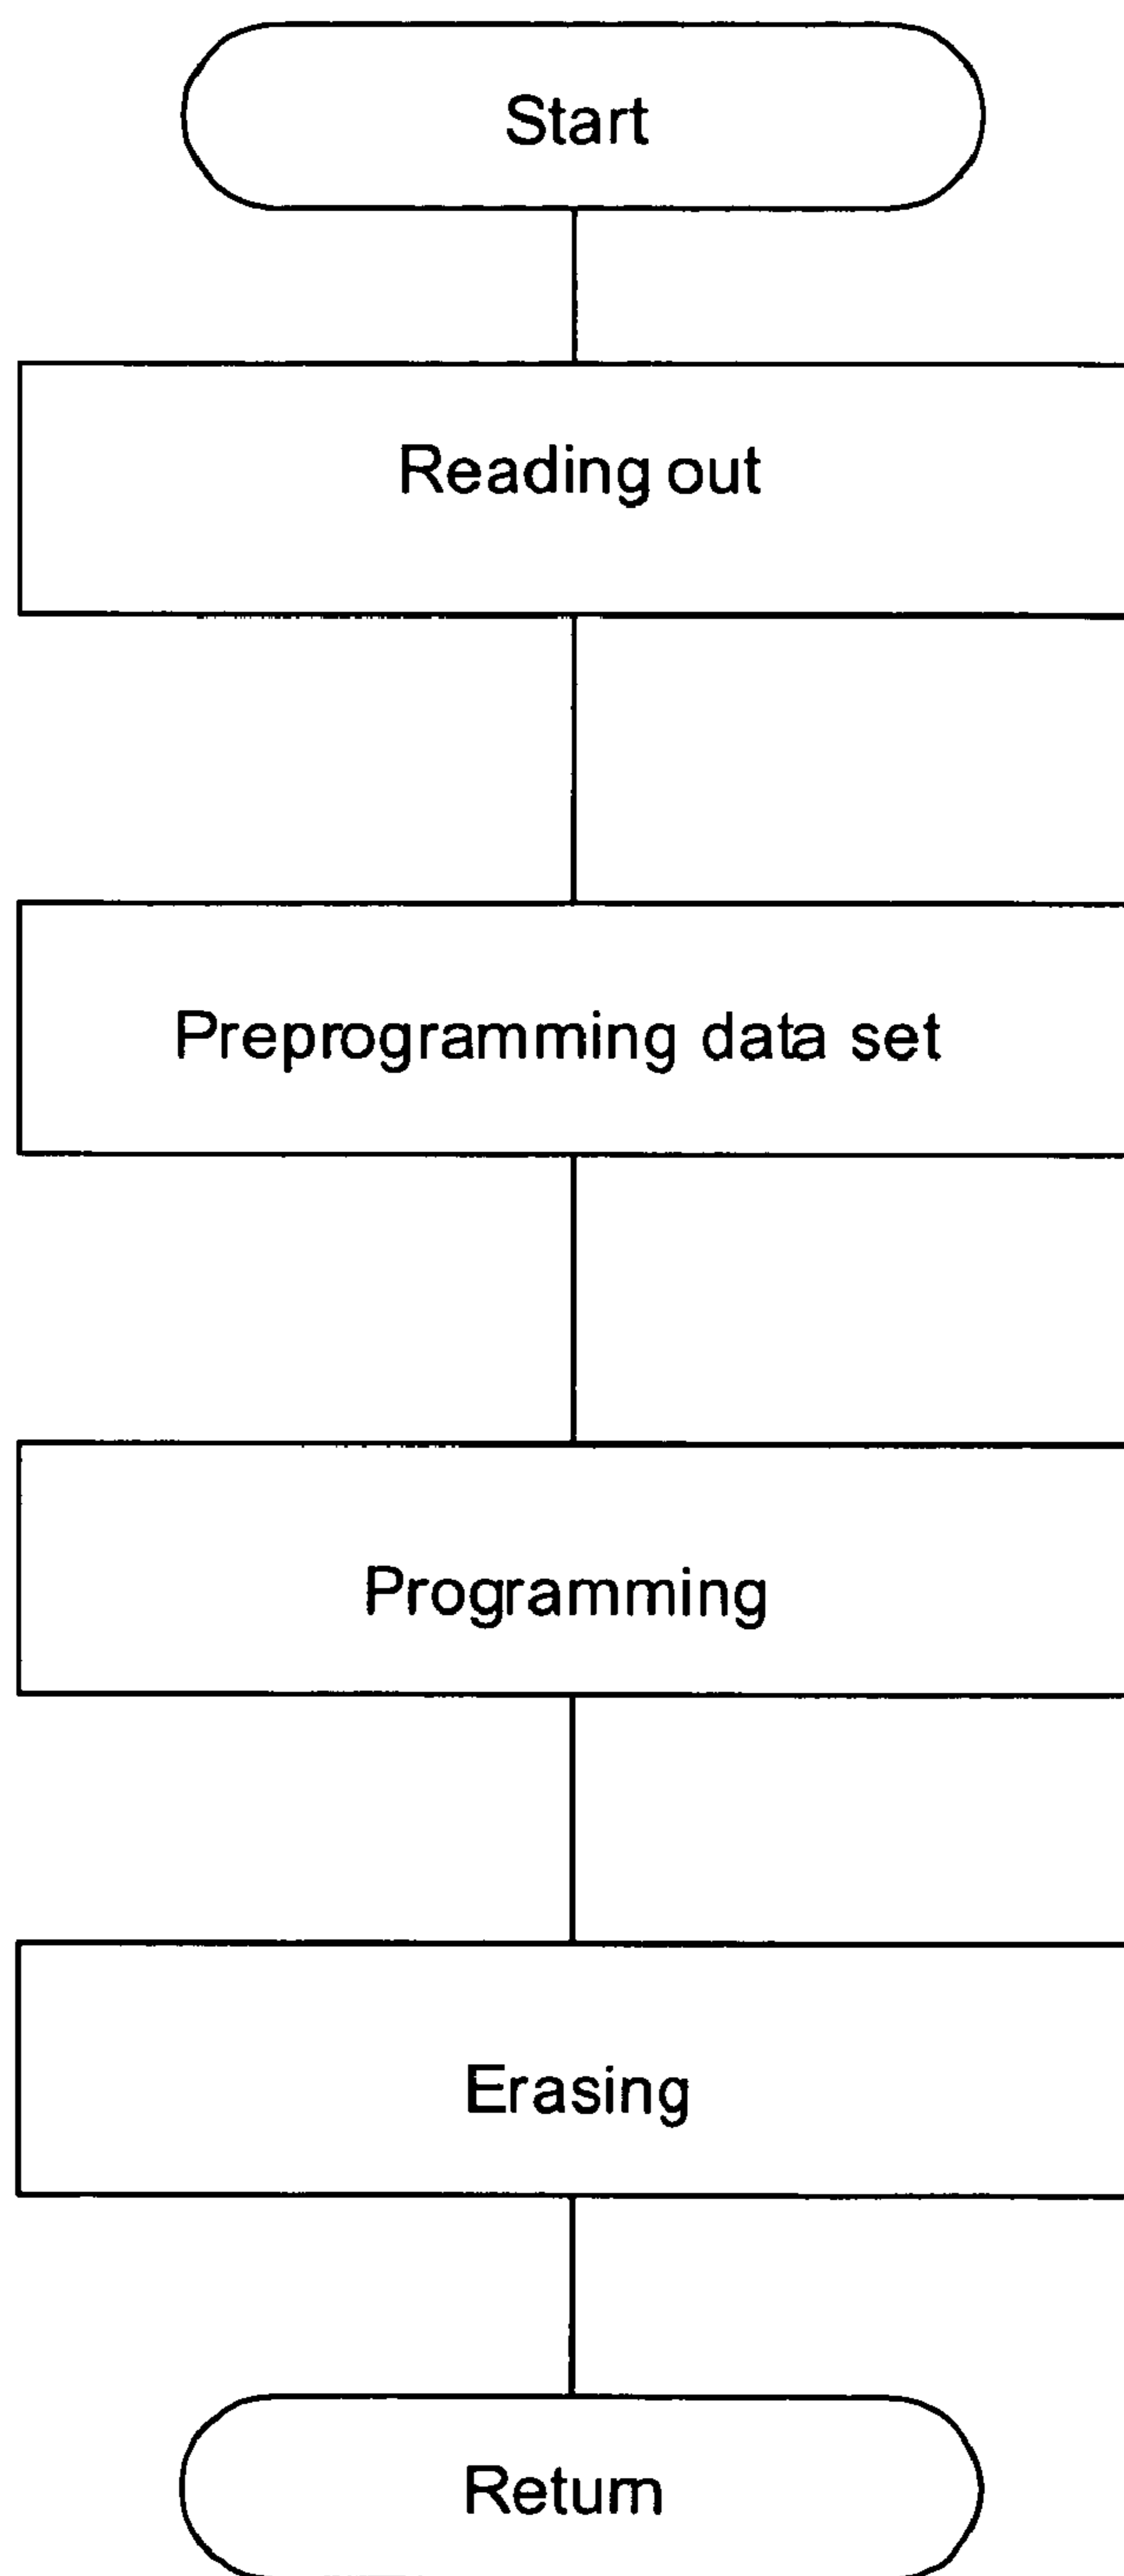 Start
Reading out
Preprogramming data set
Programming
Erasing
Return